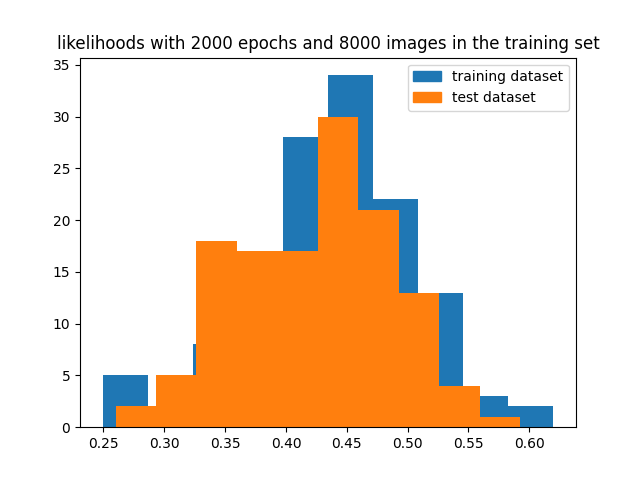 likelihoods with 2000 epochs and 8000 images in the training set
35
30
25
20
15
10
5
0
training dataset
test dataset
0.25 0.30 0.35 0.40 0.45 0.50 0.55 0.60